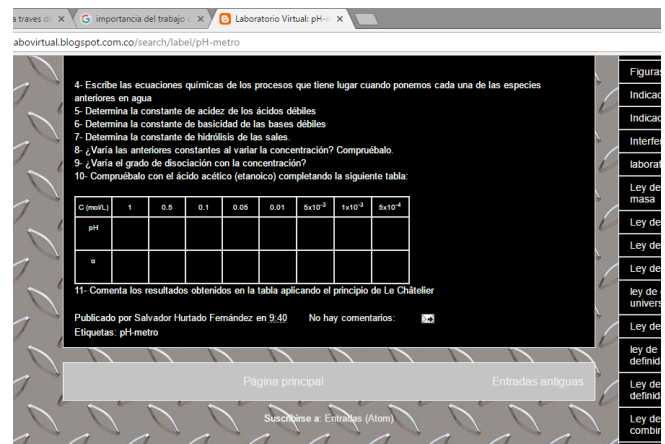 a traves de
importancia del trabajo
Laboratorio Virtual: pH-m
abovirtual.blogspot.com.co/search/label/pH-metro
4- Escribe las ecuaciones químicas de los procesos que tiene lugar cuando ponemos cada una de las especies
anteriores en agua
5- Determina la constante de acidez de los ácidos débiles
6- Determina la constante de basicidad de las bases débiles
7- Determina la constante de hidrólisis de las sales.
8- ¿Varía las anteriores constantes al variar la concentración? Compruébalo.
9- ¿Varía el grado de disociación con la concentración?
10- Compruébalo con el ácido acético (etanoico) completando la siguiente tabla:
C (mol/L) 1 0.5 0.1 0.05 0.01 5x10⁻³ 1x10⁻³ 5x10⁻⁴
pH
α
11- Comenta los resultados obtenidos en la tabla aplicando el principio de Le Châtelier
Publicado por Salvador Hurtado Fernández en 9:40 No hay comentarios:
Etiquetas: pH-metro
Página principal Entradas antiguas
Suscribirse a: Entradas (Atom)
Figuras
Indicad
Indicad
Interfer
laborat
Ley de
masa
Ley de
Ley de
Ley de
ley de
univers
Ley de
ley de
definid
Ley de
definid
Ley de
combin